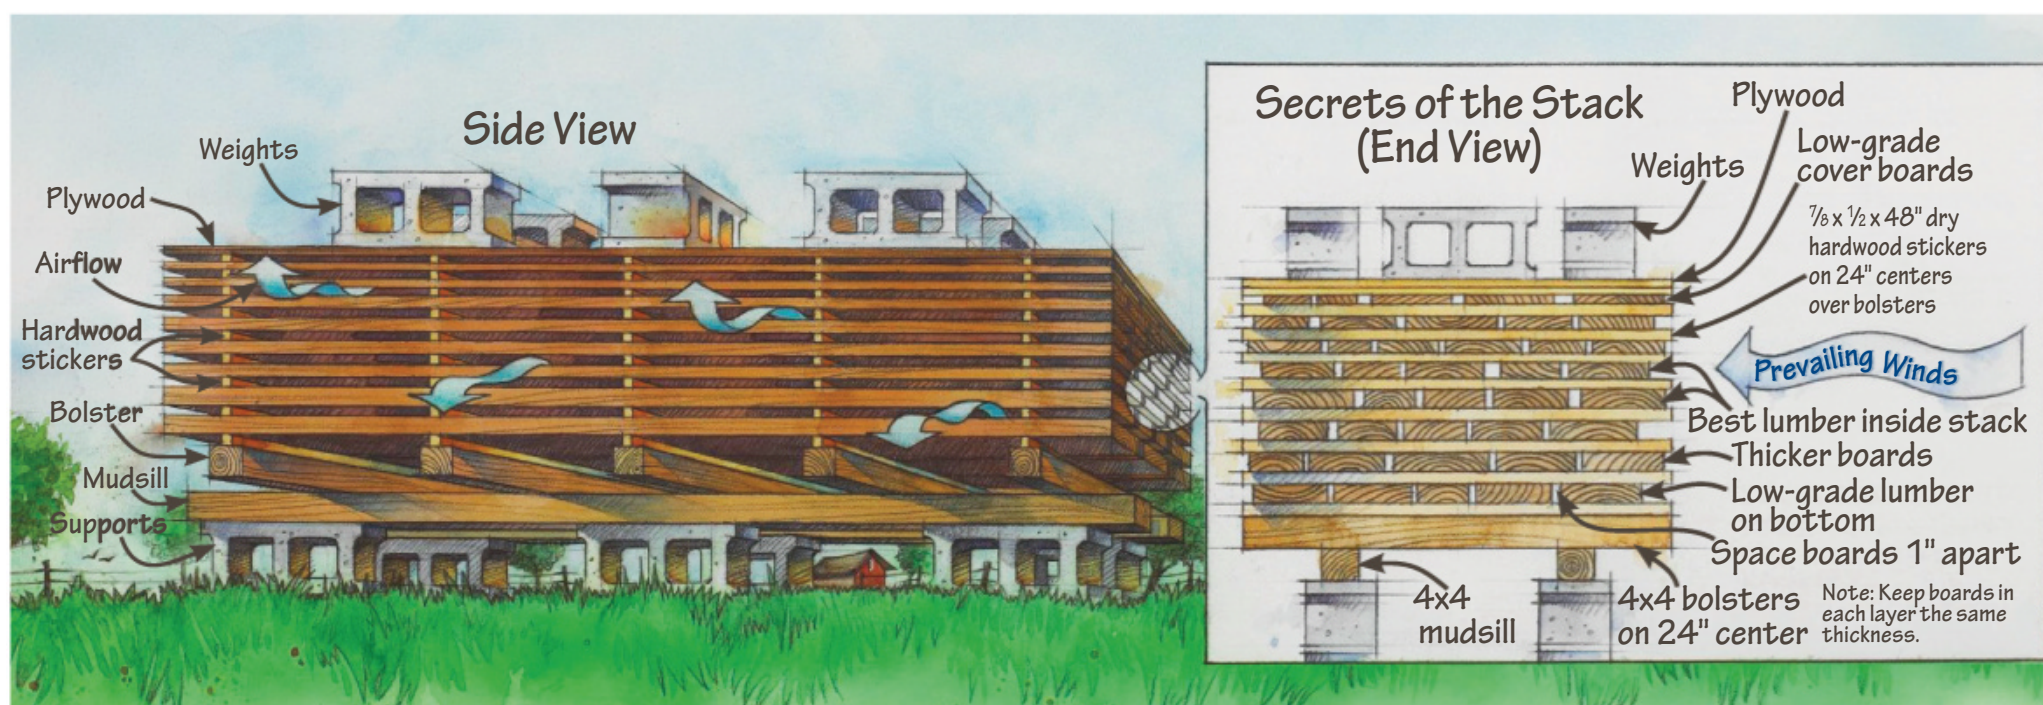 Side View
Weights
Plywood
Airflow
Hardwood
stickers
Bolster
Mudsill
Supports
Secrets of the Stack
(End View)
Plywood
Weights
Low-grade
cover boards
7/8 x 1/2 x 48" dry
hardwood stickers
on 24" centers
over bolsters
Prevailing Winds
Best lumber inside stack
Thicker boards
Low-grade lumber
on bottom
Space boards 1" apart
4x4
mudsill
4x4 bolsters
on 24" center
Note: Keep boards in
each layer the same
thickness.